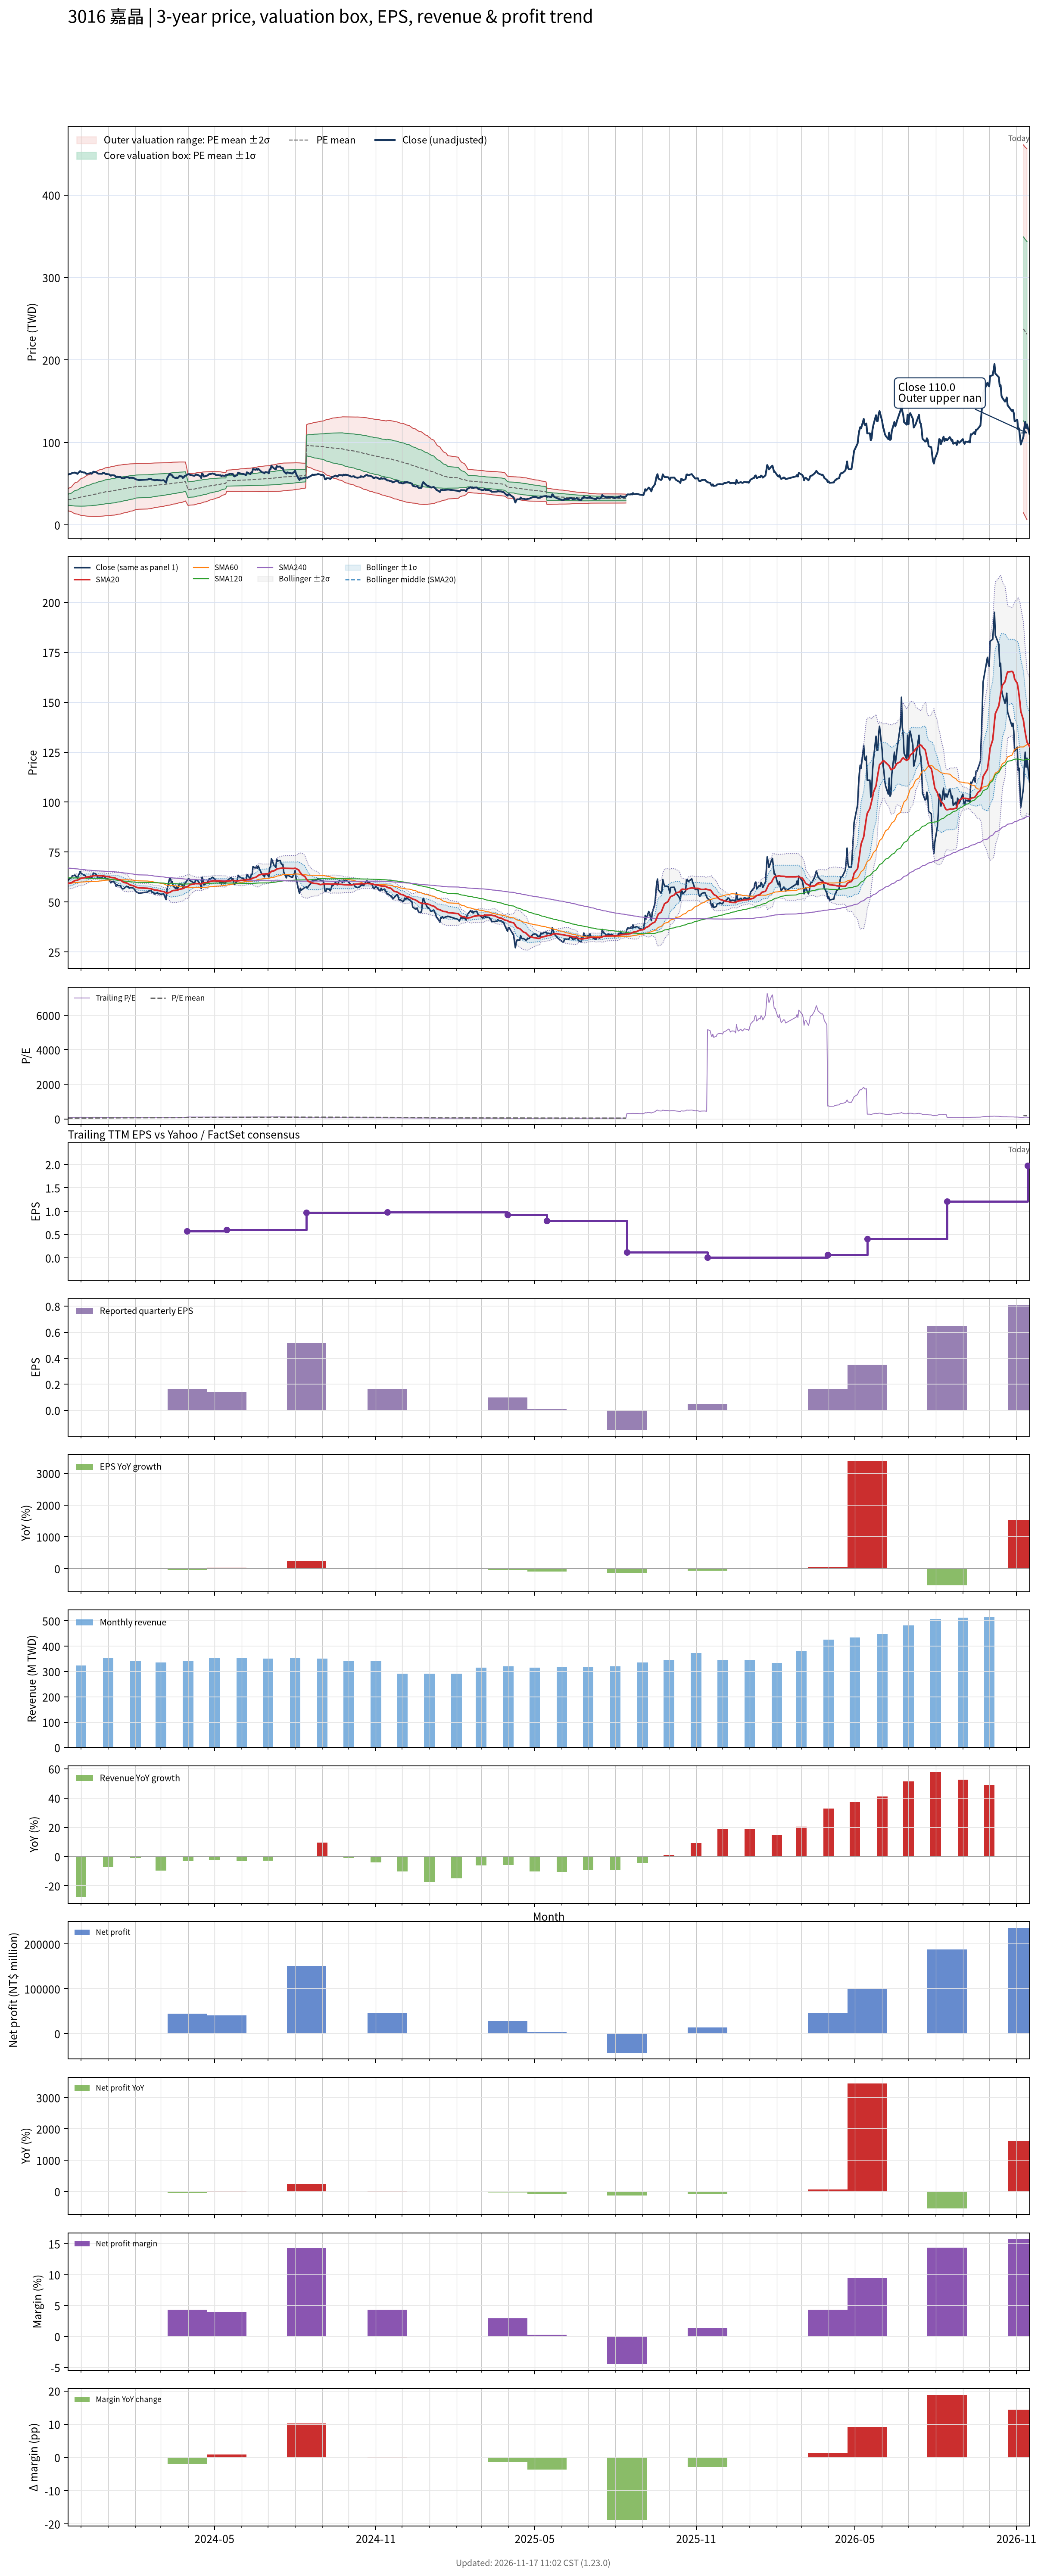 3016 嘉晶 | 3-year price, valuation box, EPS, revenue & profit trend
Outer valuation range: PE mean ±2σ
PE mean
Close (unadjusted)
Core valuation box: PE mean ±1σ
Today
400
300
200
100
0
Price (TWD)
Close 110.0
Outer upper nan
Close (same as panel 1)
SMA20
SMA60
SMA120
SMA240
Bollinger ±2σ
Bollinger ±1σ
Bollinger middle (SMA20)
200
175
150
125
100
75
50
25
Price
Trailing P/E
P/E mean
6000
4000
2000
0
P/E
Trailing TTM EPS vs Yahoo / FactSet consensus
Today
2.0
1.5
1.0
0.5
0.0
EPS
Reported quarterly EPS
0.8
0.6
0.4
0.2
0.0
EPS
EPS YoY growth
3000
2000
1000
0
YoY (%)
Monthly revenue
500
400
300
200
100
0
Revenue (M TWD)
Revenue YoY growth
60
40
20
0
-20
YoY (%)
Month
Net profit
200000
100000
0
Net profit (NT$ million)
Net profit YoY
3000
2000
1000
0
YoY (%)
Net profit margin
15
10
5
0
-5
Margin (%)
Margin YoY change
20
10
0
-10
-20
Δ margin (pp)
2024-05
2024-11
2025-05
2025-11
2026-05
2026-11
Updated: 2026-11-17 11:02 CST (1.23.0)